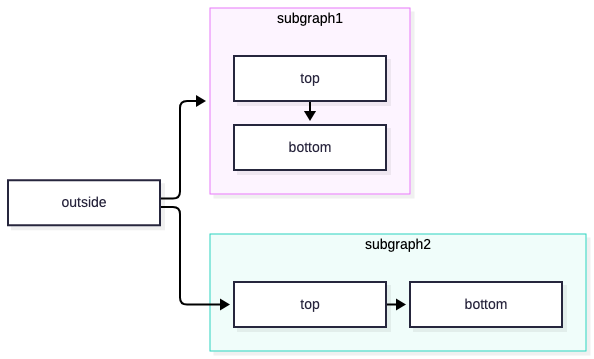 subgraph1
top
bottom
outside
subgraph2
top
bottom